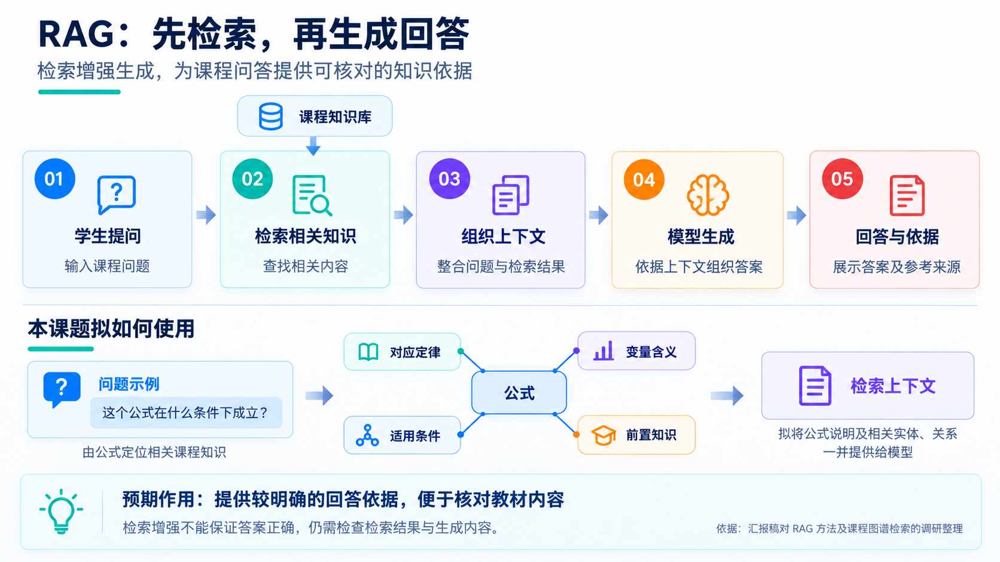 RAG：先检索，再生成回答
检索增强生成，为课程问答提供可核对的知识依据
课程知识库
01
学生提问
输入课程问题
02
检索相关知识
查找相关内容
03
组织上下文
整合问题与检索结果
04
模型生成
依据上下文组织答案
05
回答与依据
展示答案及参考来源
本课题拟如何使用
?
问题示例
这个公式在什么条件下成立？
由公式定位相关课程知识
对应定律
变量含义
公式
适用条件
前置知识
检索上下文
拟将公式说明及相关实体、关系
一并提供给模型
预期作用：提供较明确的回答依据，便于核对教材内容
检索增强不能保证答案正确，仍需检查检索结果与生成内容。
依据：汇报稿对 RAG 方法及课程图谱检索的调研整理